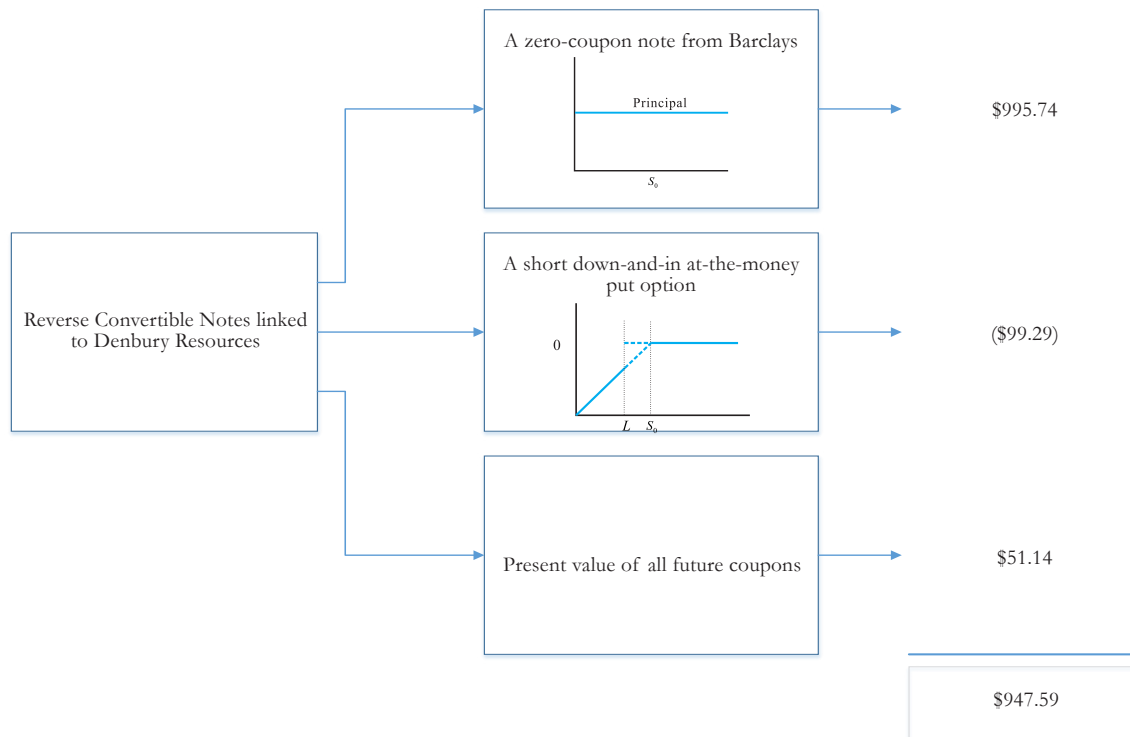 A zero-coupon note from Barclays
Principal
S₀
$995.74
Reverse Convertible Notes linked
to Denbury Resources
A short down-and-in at-the-money
put option
0
L S₀
($99.29)
Present value of all future coupons
$51.14
$947.59